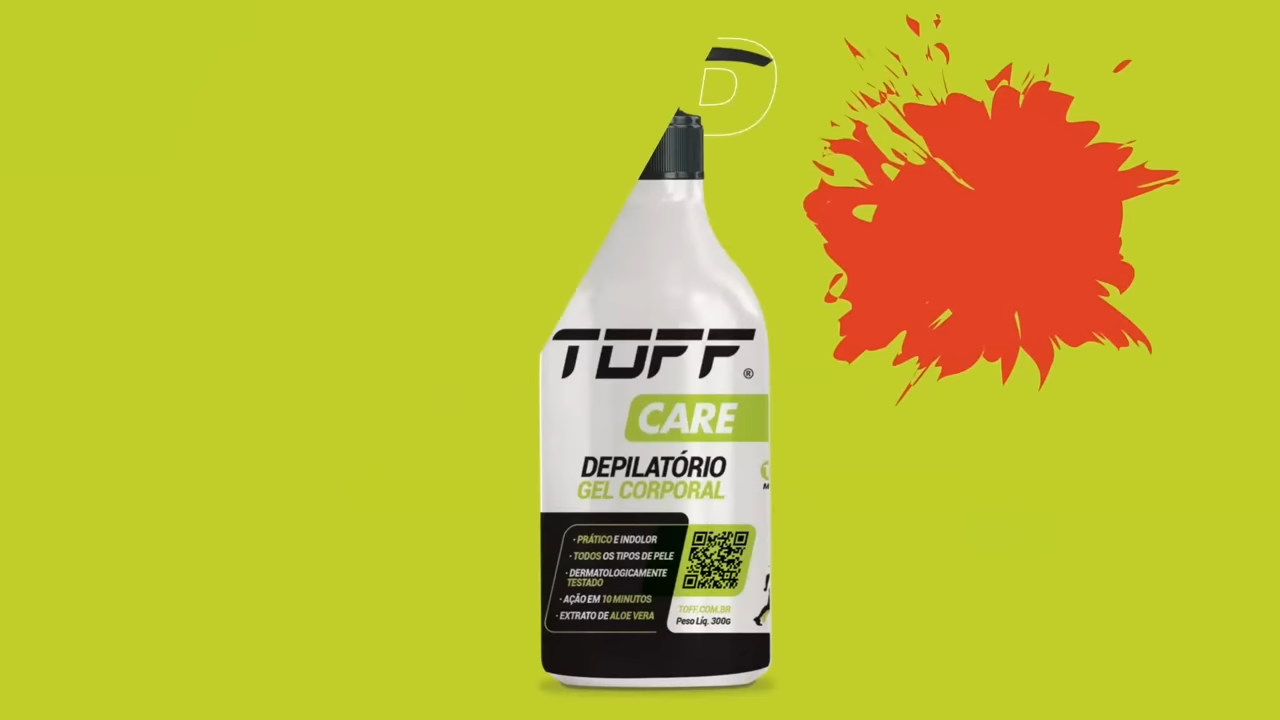 D
TOFF®
CARE
DEPILATÓRIO
GEL CORPORAL
· PRÁTICO E INDOLOR
· TODOS OS TIPOS DE PELE
· DERMATOLOGICAMENTE
TESTADO
· AÇÃO EM 10 MINUTOS
· EXTRATO DE ALOE VERA
TOFF.COM.BR
Peso Líq. 300G